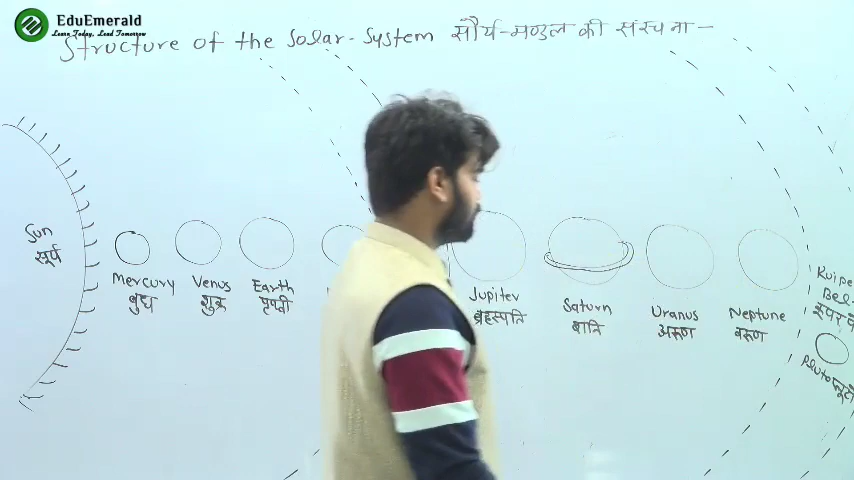 EduEmerald
Learn Today, Lead Tomorrow
Structure of the Solar-System सौर्य-मण्डल की संरचना-
Sun
सूर्य
Mercury
बुध
Venus
शुक्र
Earth
पृथ्वी
Jupiter
ब्रहस्पति
Saturn
शनि
Uranus
अरूण
Neptune
वरूण
Kuipe
Bel
Pluto प्लूटो